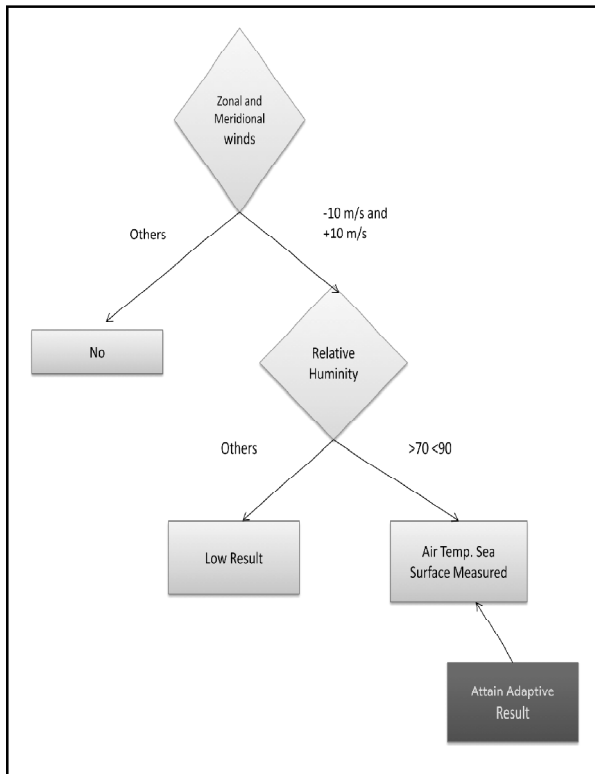 Zonal and
Meridional
winds
-10 m/s and
+10 m/s
Others
No
Relative
Huminity
Others
>70 <90
Low Result
Air Temp. Sea
Surface Measured
Attain Adaptive
Result